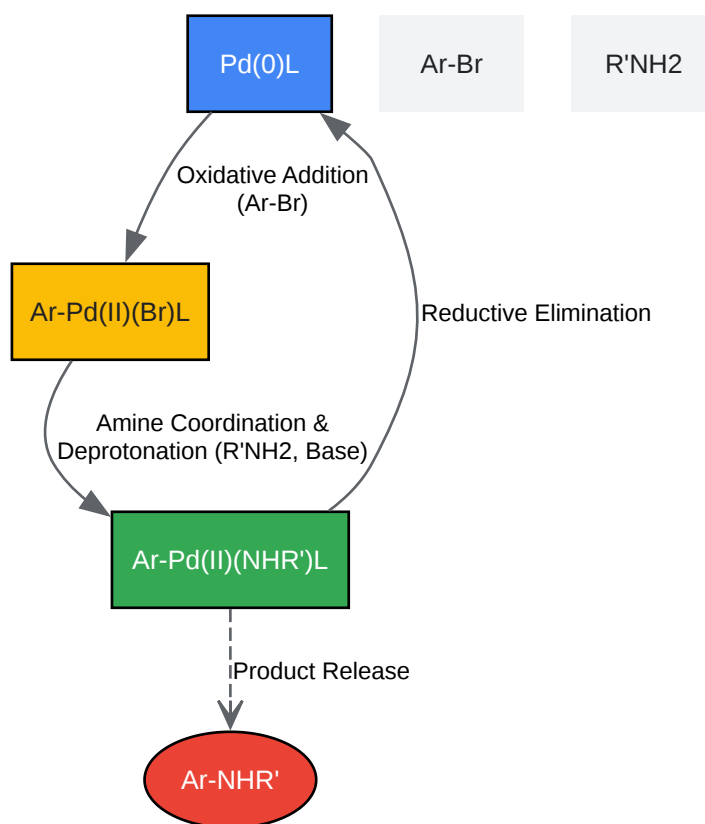 Pd(0)L
Ar-Br
R'NH2
Oxidative Addition
(Ar-Br)
Ar-Pd(II)(Br)L
Reductive Elimination
Amine Coordination &
Deprotonation (R'NH2, Base)
Ar-Pd(II)(NHR')L
Product Release
Ar-NHR'